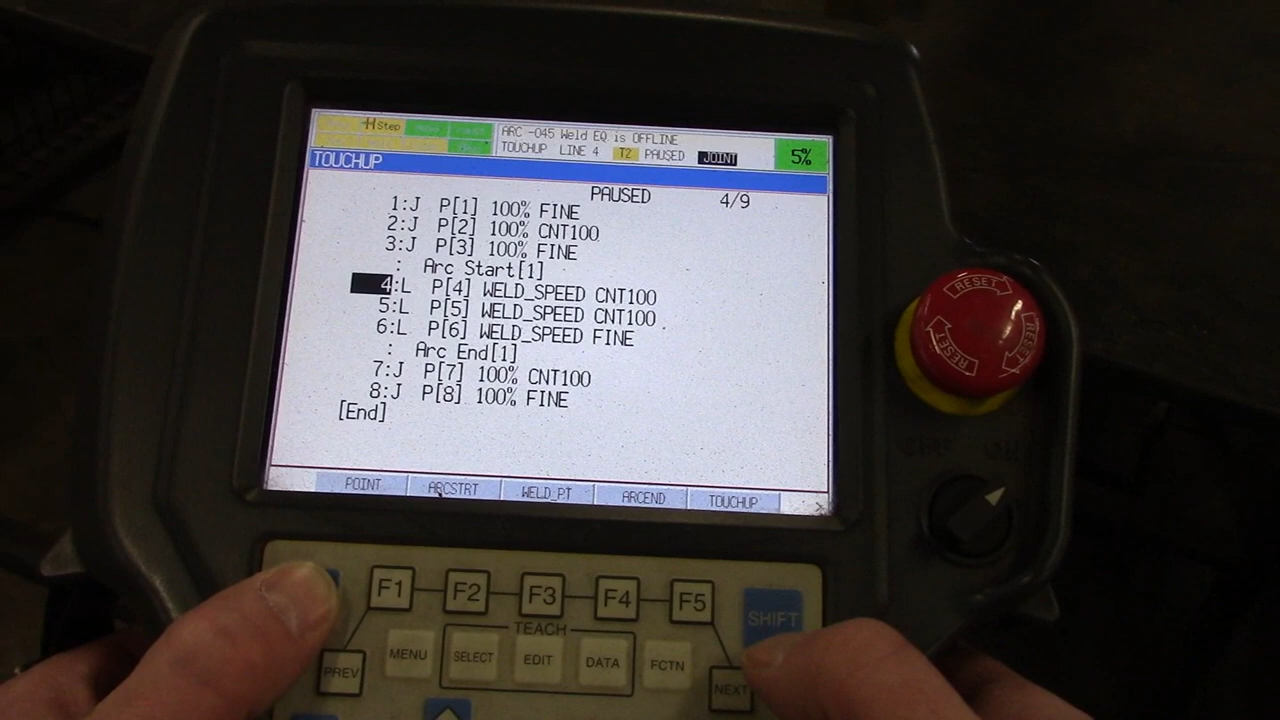 Step
ARC -045 Weld EQ is OFFLINE
TOUCHUP LINE 4 T2 PAUSED JOINT
5%
TOUCHUP
PAUSED 4/9
1:J P[1] 100% FINE
2:J P[2] 100% CNT100
3:J P[3] 100% FINE
: Arc Start[1]
4:L P[4] WELD_SPEED CNT100
5:L P[5] WELD_SPEED CNT100
6:L P[6] WELD_SPEED FINE
: Arc End[1]
7:J P[7] 100% CNT100
8:J P[8] 100% FINE
[End]
POINT ARCSTRT WELD_PT ARCEND TOUCHUP >
RESET RESET RESET
F1 F2 F3 F4 F5
SHIFT
TEACH
PREV MENU SELECT EDIT DATA FCTN NEXT